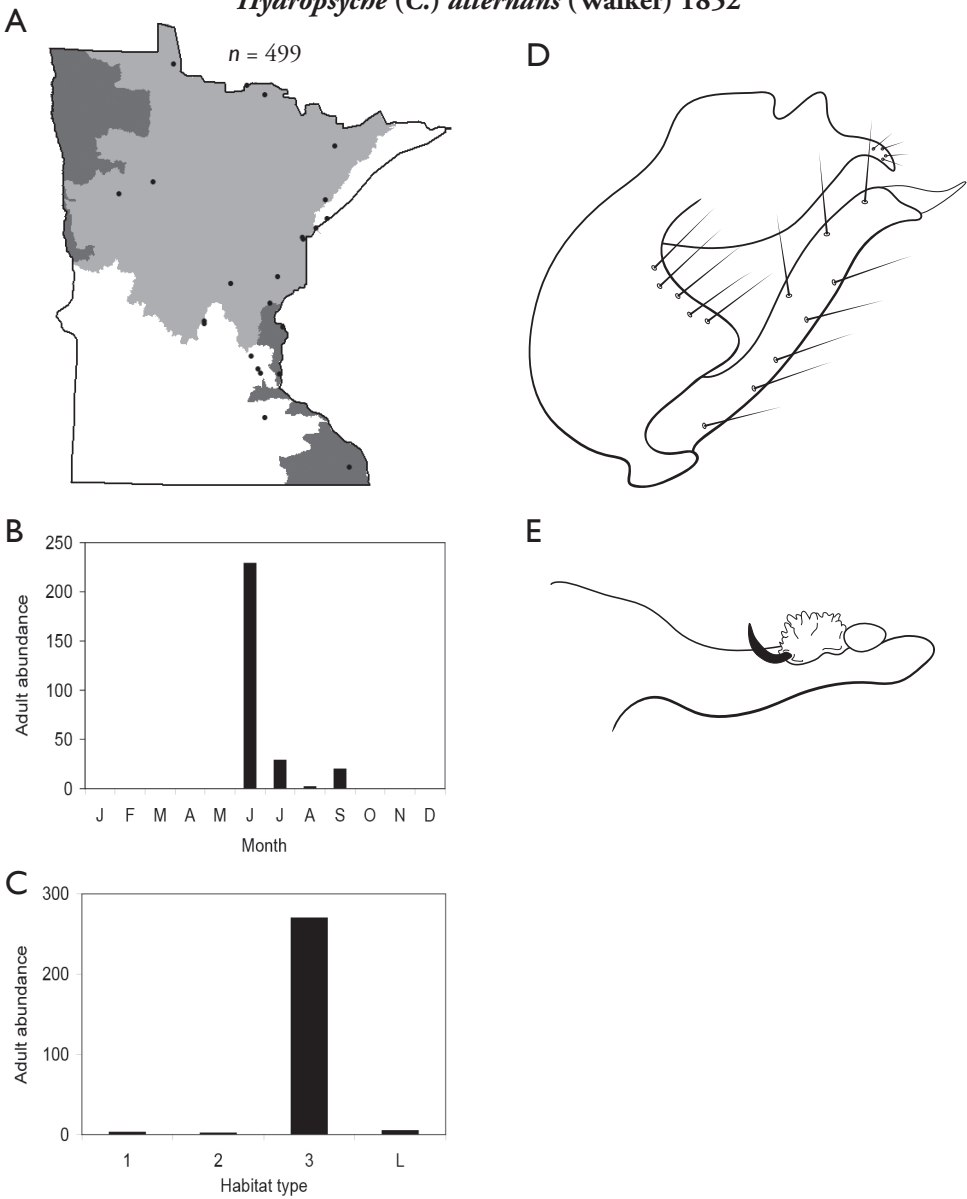 Hydropsyche (C.) alternans (Walker) 1852
A
n = 499
D
B
250
200
150
100
50
0
Adult abundance
J F M A M J J A S O N D
Month
E
C
300
200
100
0
Adult abundance
1 2 3 L
Habitat type